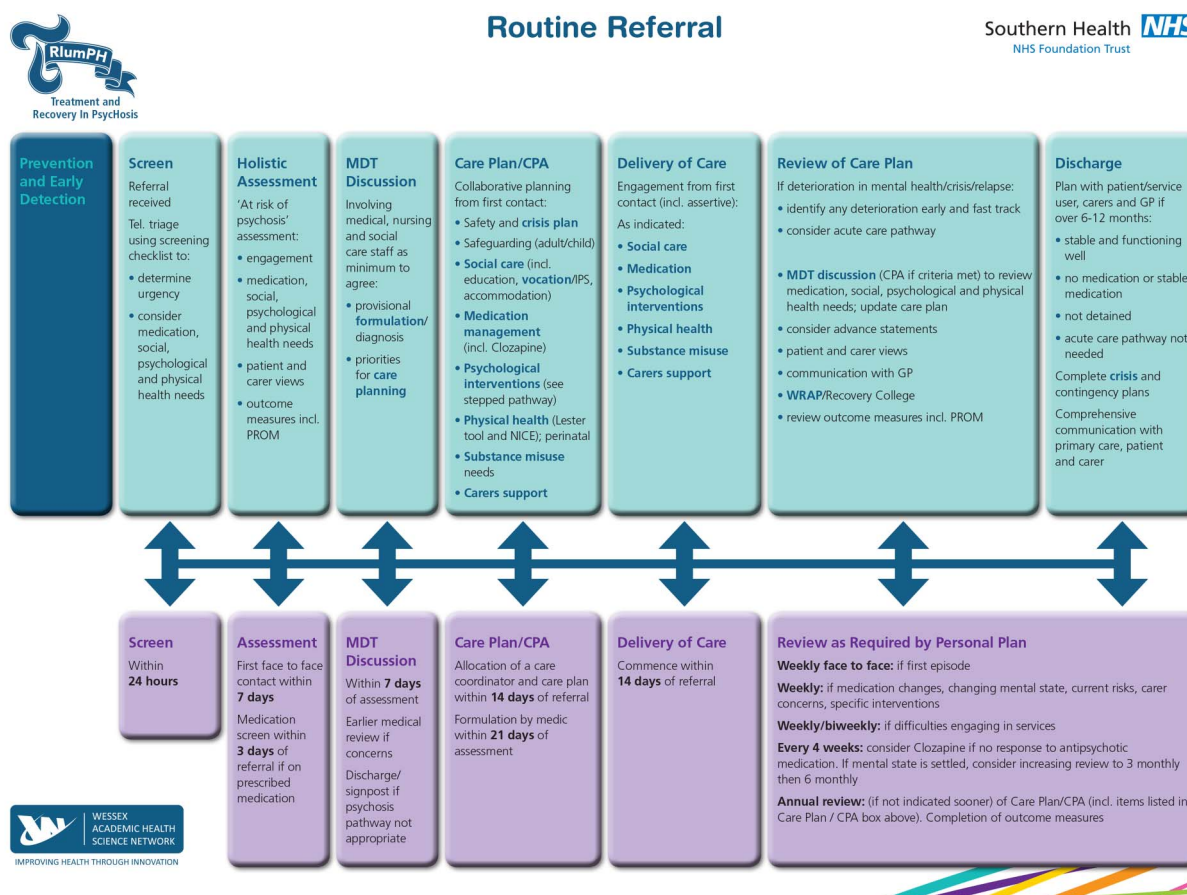 Routine Referral
RIumPH
Treatment and
Recovery In PsycHosis
Southern Health NHS
NHS Foundation Trust
Prevention
and Early
Detection
Screen
Referral
received
Tel. triage
using screening
checklist to:
• determine
urgency
• consider
medication,
social,
psychological
and physical
health needs
Holistic
Assessment
‘At risk of
psychosis’
assessment:
• engagement
• medication,
social,
psychological
and physical
health needs
• patient and
carer views
• outcome
measures incl.
PROM
MDT
Discussion
Involving
medical, nursing
and social
care staff as
minimum to
agree:
• provisional
formulation/
diagnosis
• priorities
for care
planning
Care Plan/CPA
Collaborative planning
from first contact:
• Safety and crisis plan
• Safeguarding (adult/child)
• Social care (incl.
education, vocation/IPS,
accommodation)
• Medication
management
(incl. Clozapine)
• Psychological
interventions (see
stepped pathway)
• Physical health (Lester
tool and NICE); perinatal
• Substance misuse
needs
• Carers support
Delivery of Care
Engagement from first
contact (incl. assertive):
As indicated:
• Social care
• Medication
• Psychological
interventions
• Physical health
• Substance misuse
• Carers support
Review of Care Plan
If deterioration in mental health/crisis/relapse:
• identify any deterioration early and fast track
• consider acute care pathway
• MDT discussion (CPA if criteria met) to review
medication, social, psychological and physical
health needs; update care plan
• consider advance statements
• patient and carer views
• communication with GP
• WRAP/Recovery College
• review outcome measures incl. PROM
Discharge
Plan with patient/service
user, carers and GP if
over 6-12 months:
• stable and functioning
well
• no medication or stable
medication
• not detained
• acute care pathway not
needed
Complete crisis and
contingency plans
Comprehensive
communication with
primary care, patient
and carer
Screen
Within
24 hours
Assessment
First face to face
contact within
7 days
Medication
screen within
3 days of
referral if on
prescribed
medication
MDT
Discussion
Within 7 days
of assessment
Earlier medical
review if
concerns
Discharge/
signpost if
psychosis
pathway not
appropriate
Care Plan/CPA
Allocation of a care
coordinator and care plan
within 14 days of referral
Formulation by medic
within 21 days of
assessment
Delivery of Care
Commence within
14 days of referral
Review as Required by Personal Plan
Weekly face to face: if first episode
Weekly: if medication changes, changing mental state, current risks, carer
concerns, specific interventions
Weekly/biweekly: if difficulties engaging in services
Every 4 weeks: consider Clozapine if no response to antipsychotic
medication. If mental state is settled, consider increasing review to 3 monthly
then 6 monthly
Annual review: (if not indicated sooner) of Care Plan/CPA (incl. items listed in
Care Plan / CPA box above). Completion of outcome measures
WESSEX
ACADEMIC HEALTH
SCIENCE NETWORK
IMPROVING HEALTH THROUGH INNOVATION